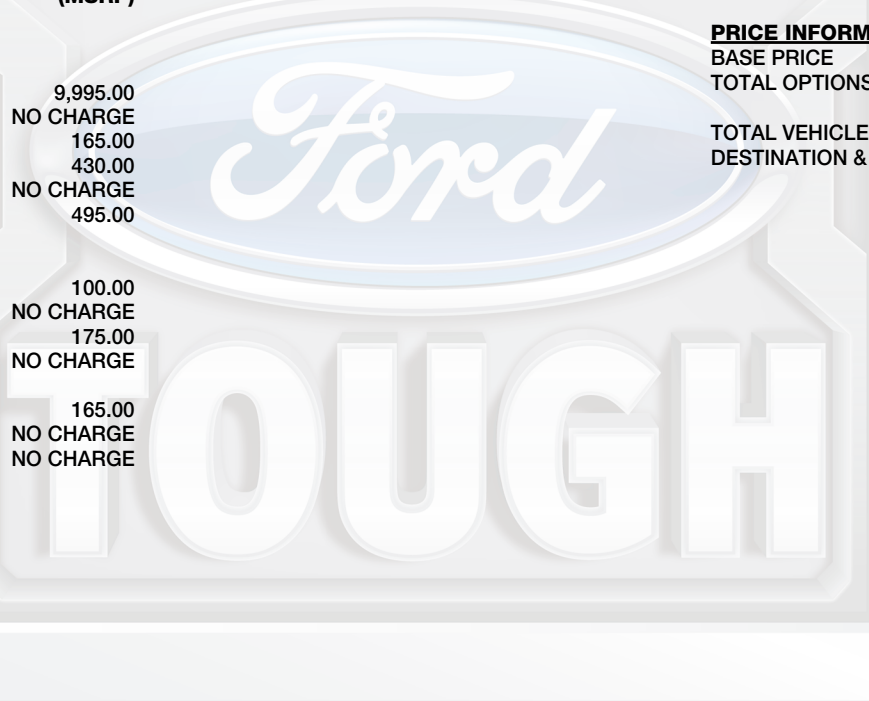 (MSRP)
9,995.00
NO CHARGE
165.00
430.00
NO CHARGE
495.00
100.00
NO CHARGE
175.00
NO CHARGE
165.00
NO CHARGE
NO CHARGE
PRICE INFORM
BASE PRICE
TOTAL OPTIONS
TOTAL VEHICLE
DESTINATION &
Ford
TOUGH